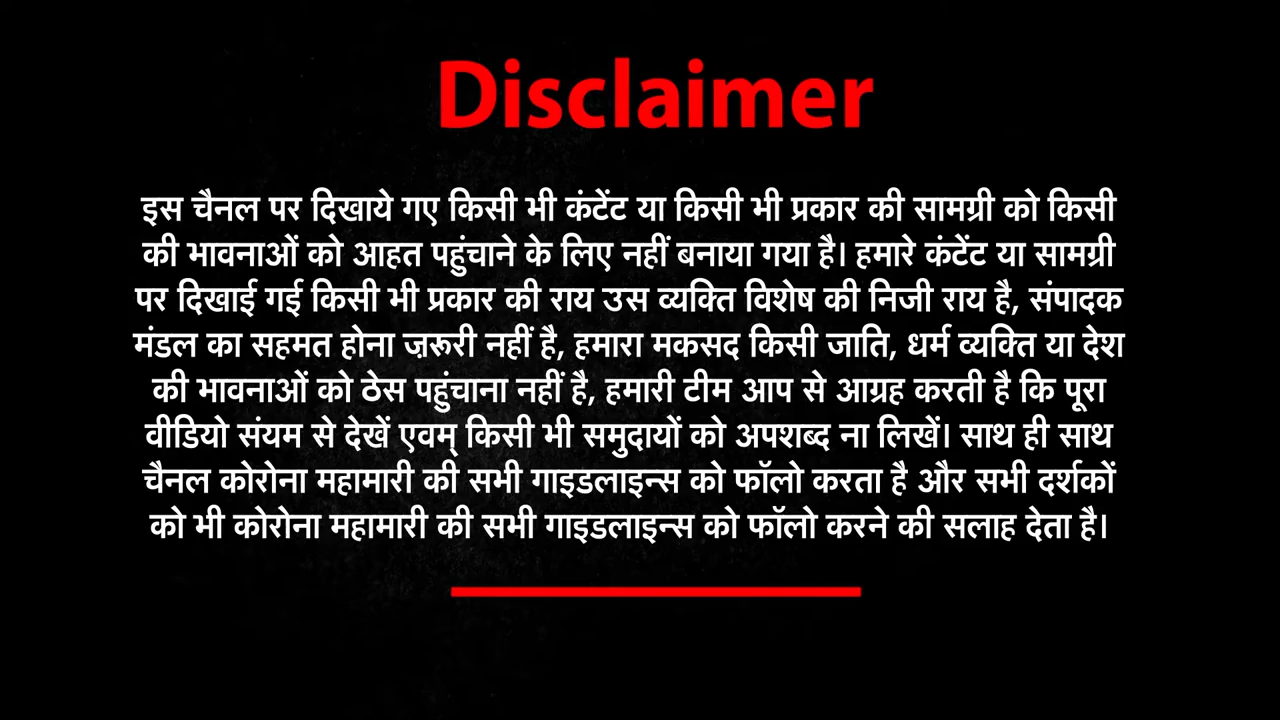 Disclaimer
इस चैनल पर दिखाये गए किसी भी कंटेंट या किसी भी प्रकार की सामग्री को किसी
की भावनाओं को आहत पहुंचाने के लिए नहीं बनाया गया है। हमारे कंटेंट या सामग्री
पर दिखाई गई किसी भी प्रकार की राय उस व्यक्ति विशेष की निजी राय है, संपादक
मंडल का सहमत होना ज़रूरी नहीं है, हमारा मकसद किसी जाति, धर्म व्यक्ति या देश
की भावनाओं को ठेस पहुंचाना नहीं है, हमारी टीम आप से आग्रह करती है कि पूरा
वीडियो संयम से देखें एवम् किसी भी समुदायों को अपशब्द ना लिखें। साथ ही साथ
चैनल कोरोना महामारी की सभी गाइडलाइन्स को फॉलो करता है और सभी दर्शकों
को भी कोरोना महामारी की सभी गाइडलाइन्स को फॉलो करने की सलाह देता है।